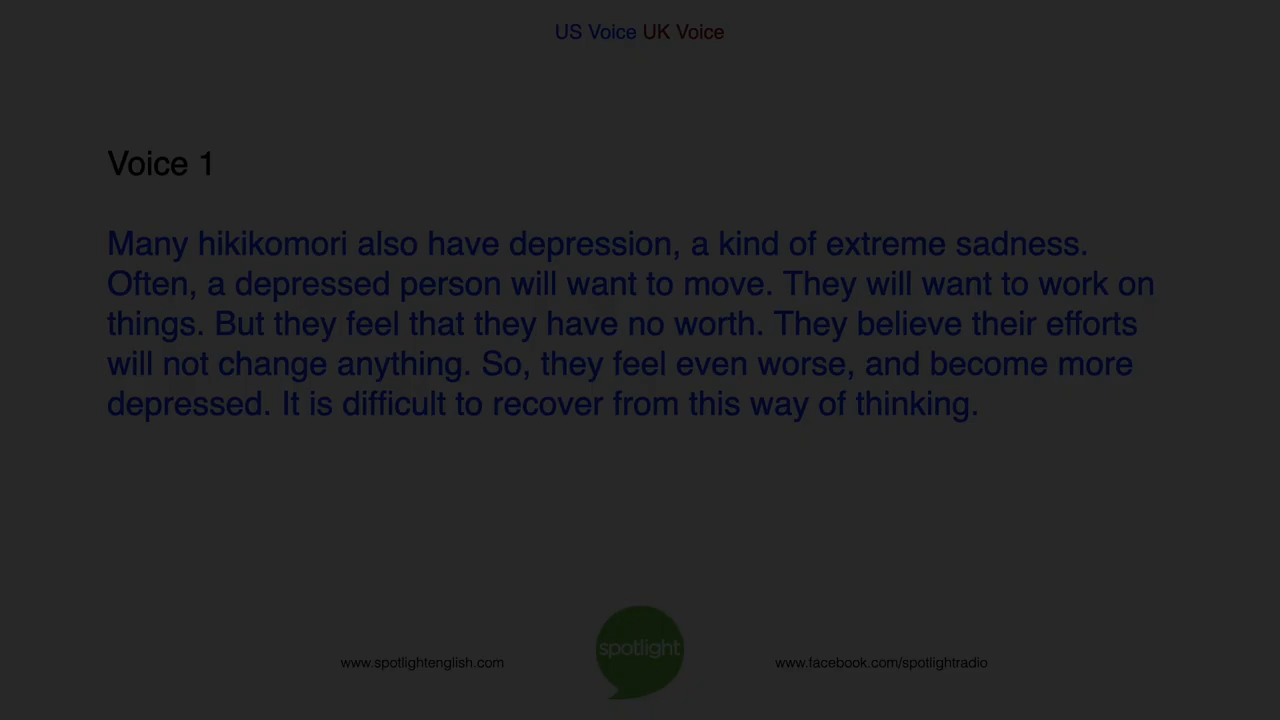 US Voice UK Voice
Voice 1
Many hikikomori also have depression, a kind of extreme sadness.
Often, a depressed person will want to move. They will want to work on
things. But they feel that they have no worth. They believe their efforts
will not change anything. So, they feel even worse, and become more
depressed. It is difficult to recover from this way of thinking.
www.spotlightenglish.com
spotlight
www.facebook.com/spotlightradio